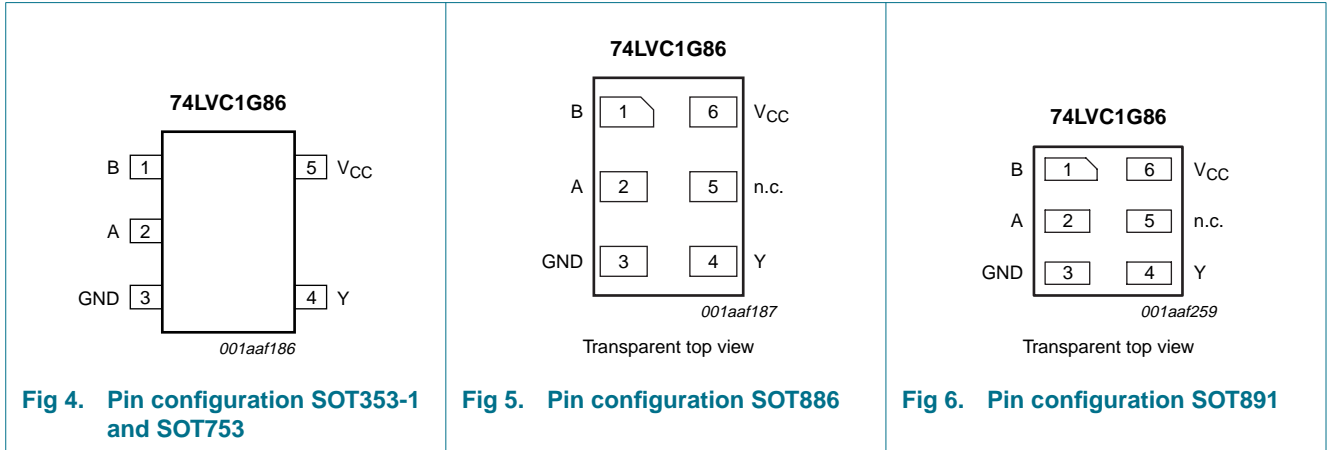 74LVC1G86
B 1 5 VCC
A 2
GND 3 4 Y
001aaf186
Fig 4. Pin configuration SOT353-1
and SOT753
74LVC1G86
B 1 6 VCC
A 2 5 n.c.
GND 3 4 Y
001aaf187
Transparent top view
Fig 5. Pin configuration SOT886
74LVC1G86
B 1 6 VCC
A 2 5 n.c.
GND 3 4 Y
001aaf259
Transparent top view
Fig 6. Pin configuration SOT891